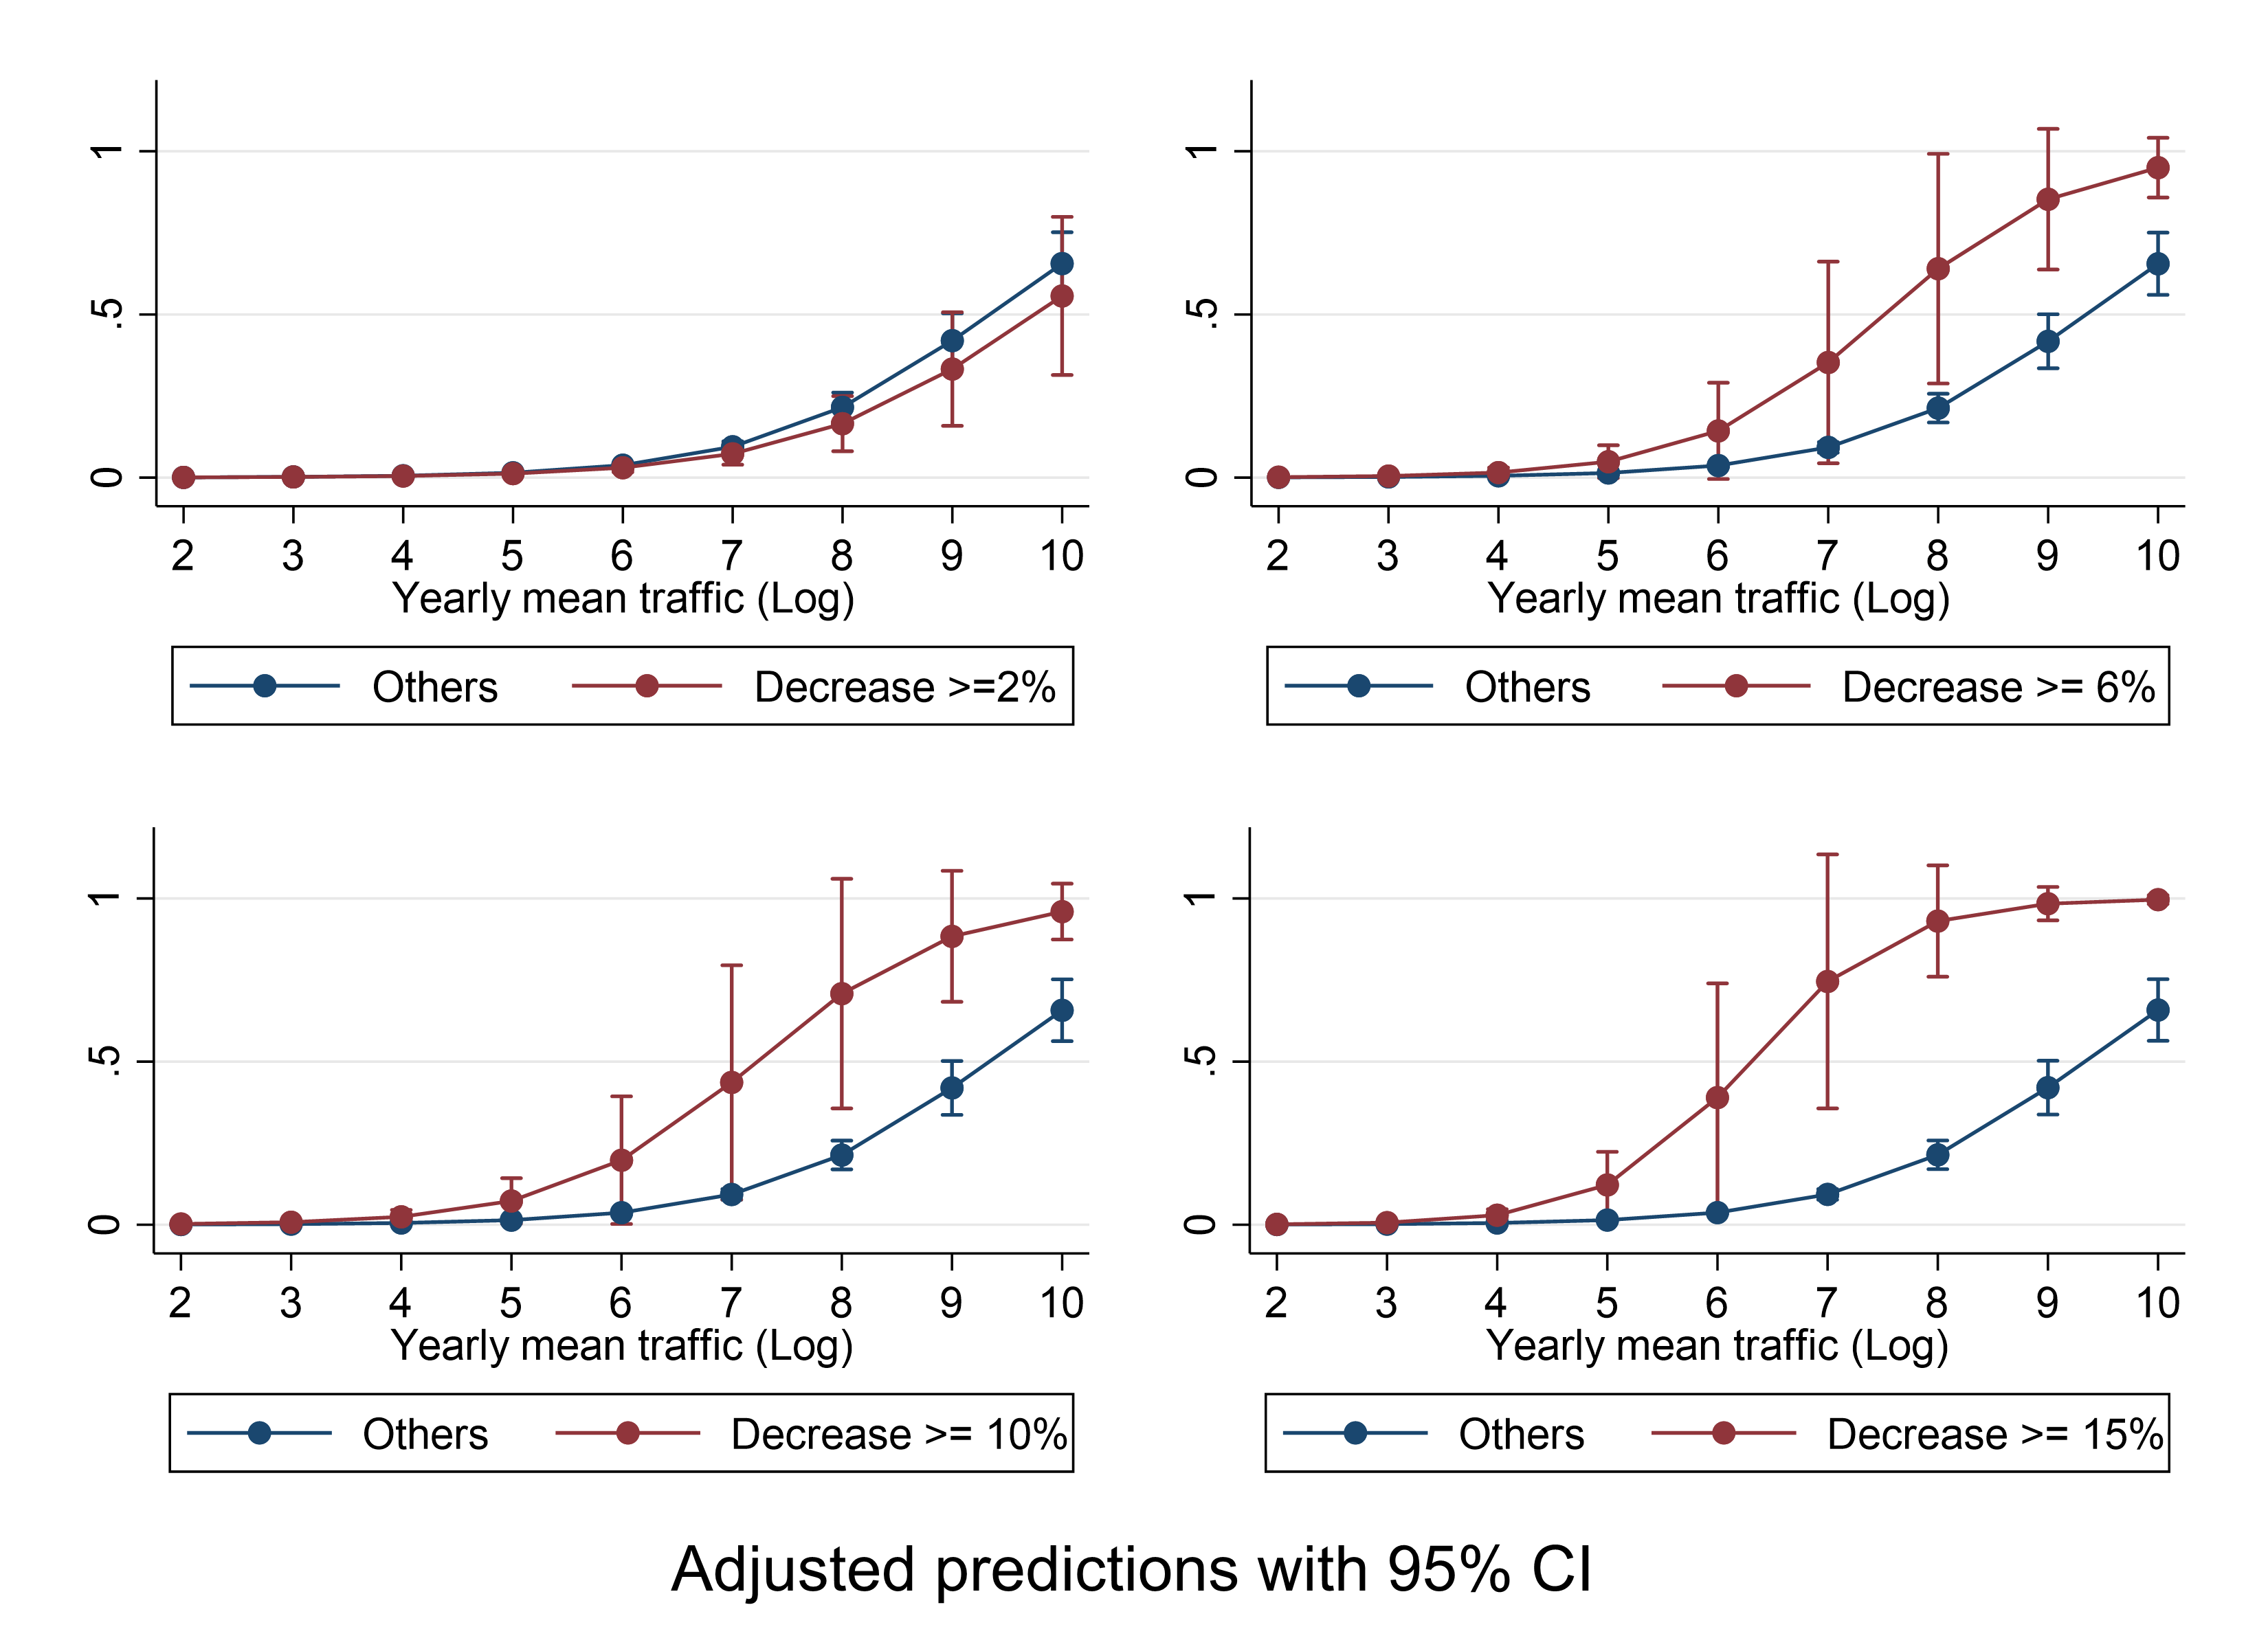 1
.5
0
2 3 4 5 6 7 8 9 10
Yearly mean traffic (Log)
Others Decrease >=2%
1
.5
0
2 3 4 5 6 7 8 9 10
Yearly mean traffic (Log)
Others Decrease >= 6%
1
.5
0
2 3 4 5 6 7 8 9 10
Yearly mean traffic (Log)
Others Decrease >= 10%
1
.5
0
2 3 4 5 6 7 8 9 10
Yearly mean traffic (Log)
Others Decrease >= 15%
Adjusted predictions with 95% CI